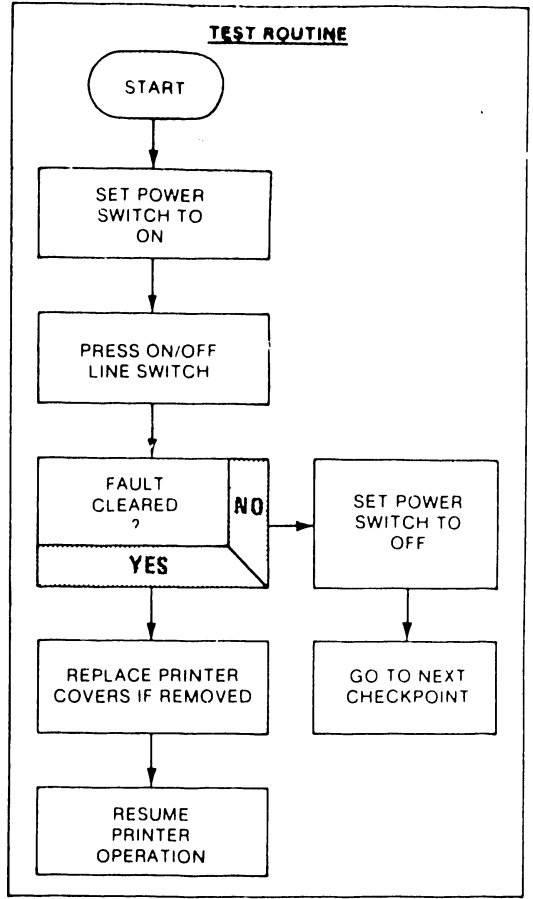 TEST ROUTINE
START
SET POWER
SWITCH TO
ON
PRESS ON/OFF
LINE SWITCH
FAULT
CLEARED
?
NO
YES
SET POWER
SWITCH TO
OFF
GO TO NEXT
CHECKPOINT
REPLACE PRINTER
COVERS IF REMOVED
RESUME
PRINTER
OPERATION